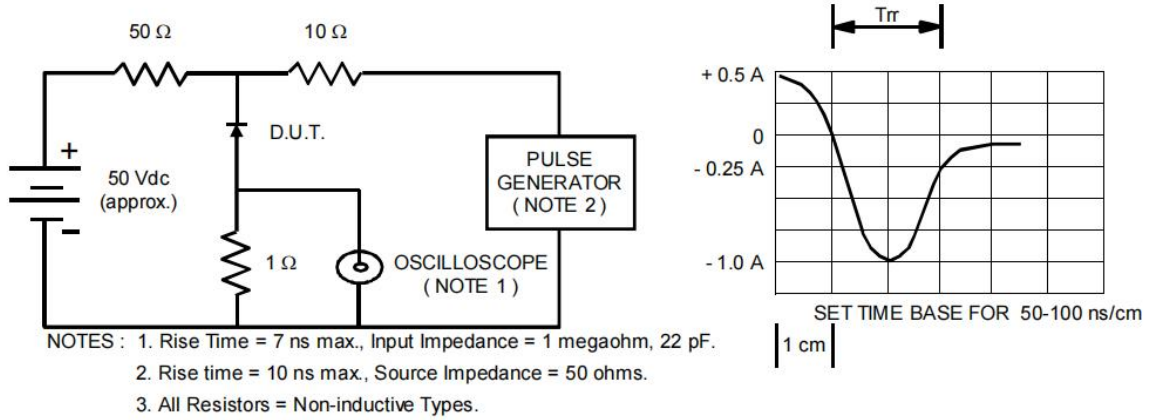 50 Ω
10 Ω
D.U.T.
+
50 Vdc
(approx.)
-
1 Ω
OSCILLOSCOPE
( NOTE 1 )
PULSE
GENERATOR
( NOTE 2 )
Trr
+ 0.5 A
0
- 0.25 A
- 1.0 A
SET TIME BASE FOR 50-100 ns/cm
1 cm
NOTES : 1. Rise Time = 7 ns max., Input Impedance = 1 megaohm, 22 pF.
2. Rise time = 10 ns max., Source Impedance = 50 ohms.
3. All Resistors = Non-inductive Types.